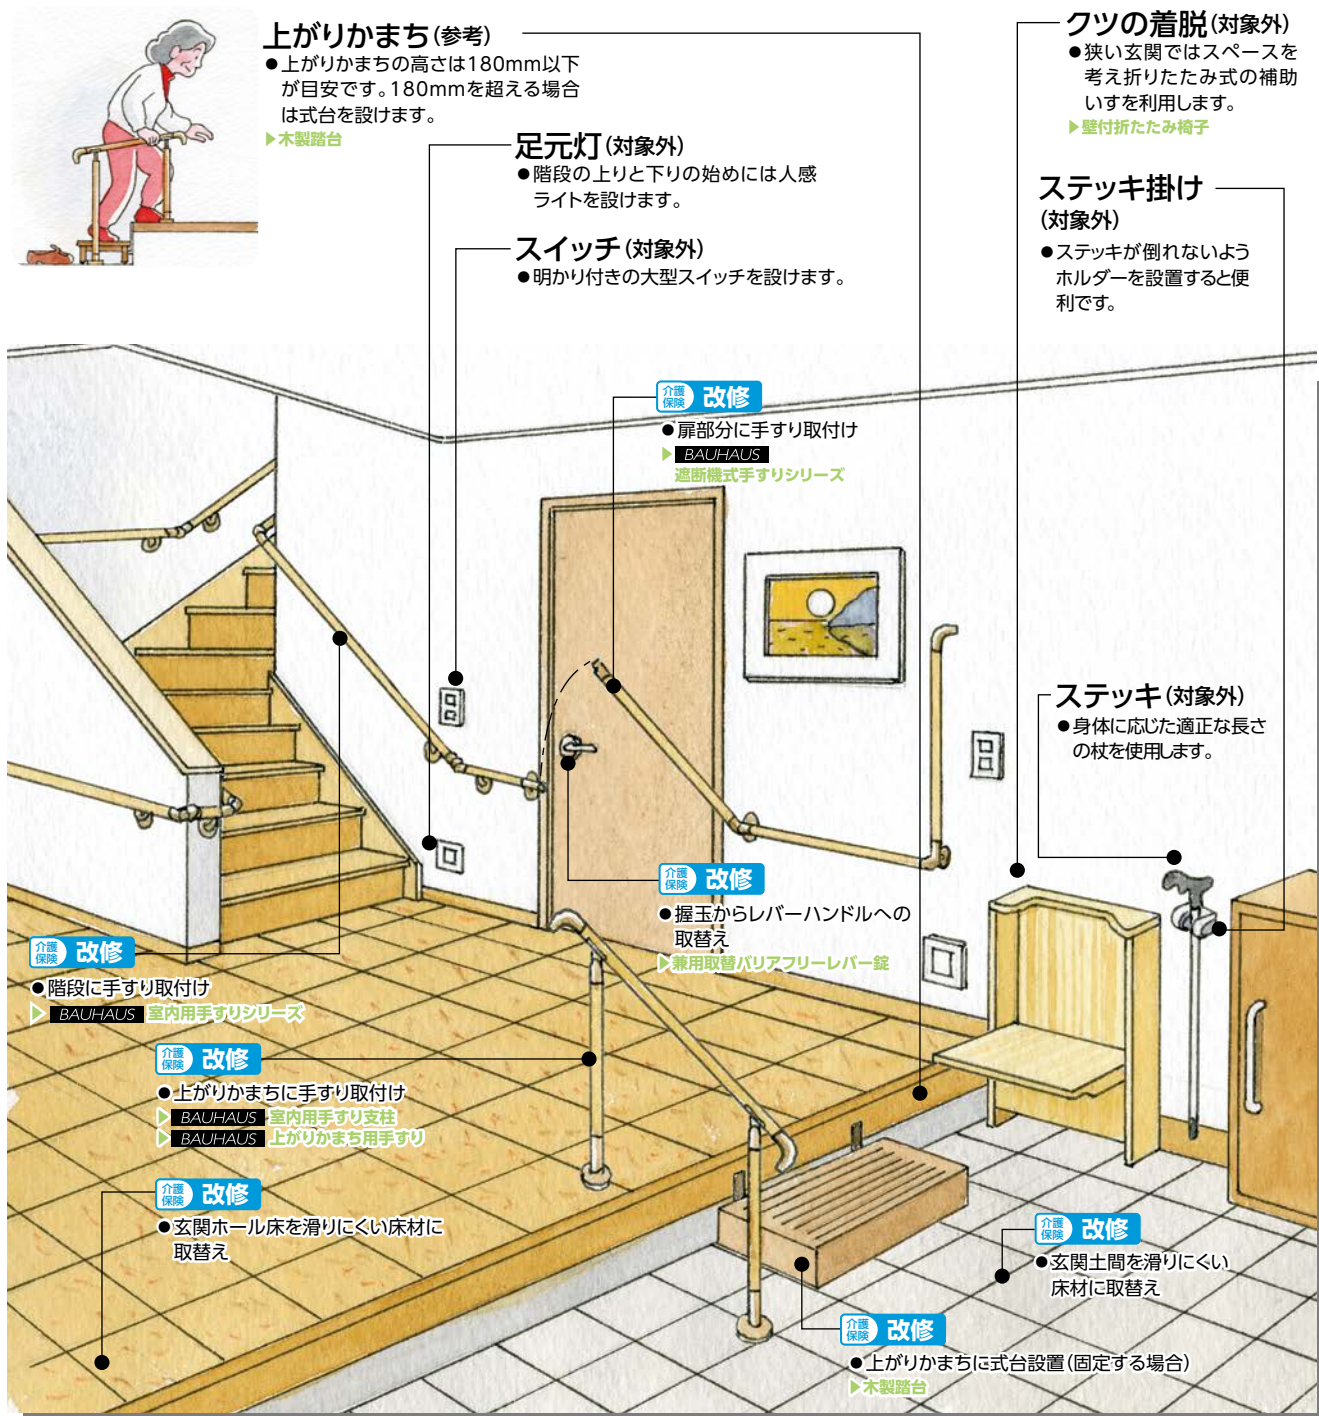 上がりかまち(参考)
●上がりかまちの高さは180mm以下
が目安です。180mmを超える場合
は式台を設けます。
▶木製踏台
足元灯(対象外)
●階段の上りと下りの始めには人感
ライトを設けます。
スイッチ(対象外)
●明かり付きの大型スイッチを設けます。
クツの着脱(対象外)
●狭い玄関ではスペースを
考え折りたたみ式の補助
いすを利用します。
▶壁付折たたみ椅子
ステッキ掛け
(対象外)
●ステッキが倒れないよう
ホルダーを設置すると便
利です。
介護保険 改修
●扉部分に手すり取付け
▶BAUHAUS
遮断機式手すりシリーズ
ステッキ(対象外)
●身体に応じた適正な長さ
の杖を使用します。
介護保険 改修
●握玉からレバーハンドルへの
取替え
▶兼用取替バリアフリーレバー錠
介護保険 改修
●階段に手すり取付け
▶BAUHAUS 室内用手すりシリーズ
介護保険 改修
●上がりかまちに手すり取付け
▶BAUHAUS 室内用手すり支柱
▶BAUHAUS 上がりかまち用手すり
介護保険 改修
●玄関ホール床を滑りにくい床材に
取替え
介護保険 改修
●玄関土間を滑りにくい
床材に取替え
介護保険 改修
●上がりかまちに式台設置(固定する場合)
▶木製踏台